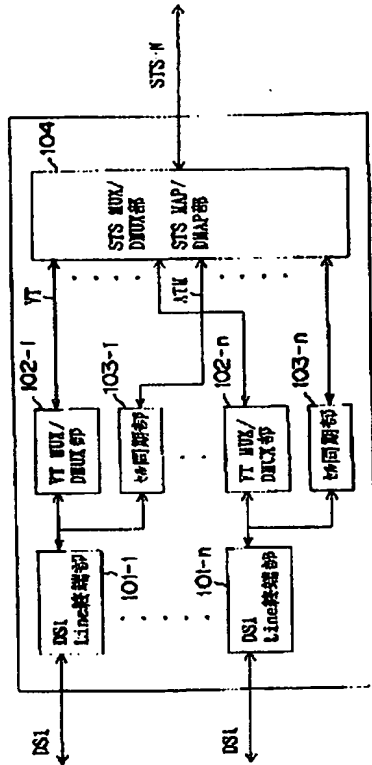 STS-N
104
STS MUX/
DMUX部
STS MAP/
DMAP部
VT
ATM
102-1
VT MUX/
DMUX部
103-1
セル同期部
102-n
VT MUX/
DMUX部
103-n
セル同期部
DS1
Line終端部
101-1
DS1
Line終端部
101-n
DS1
DS1